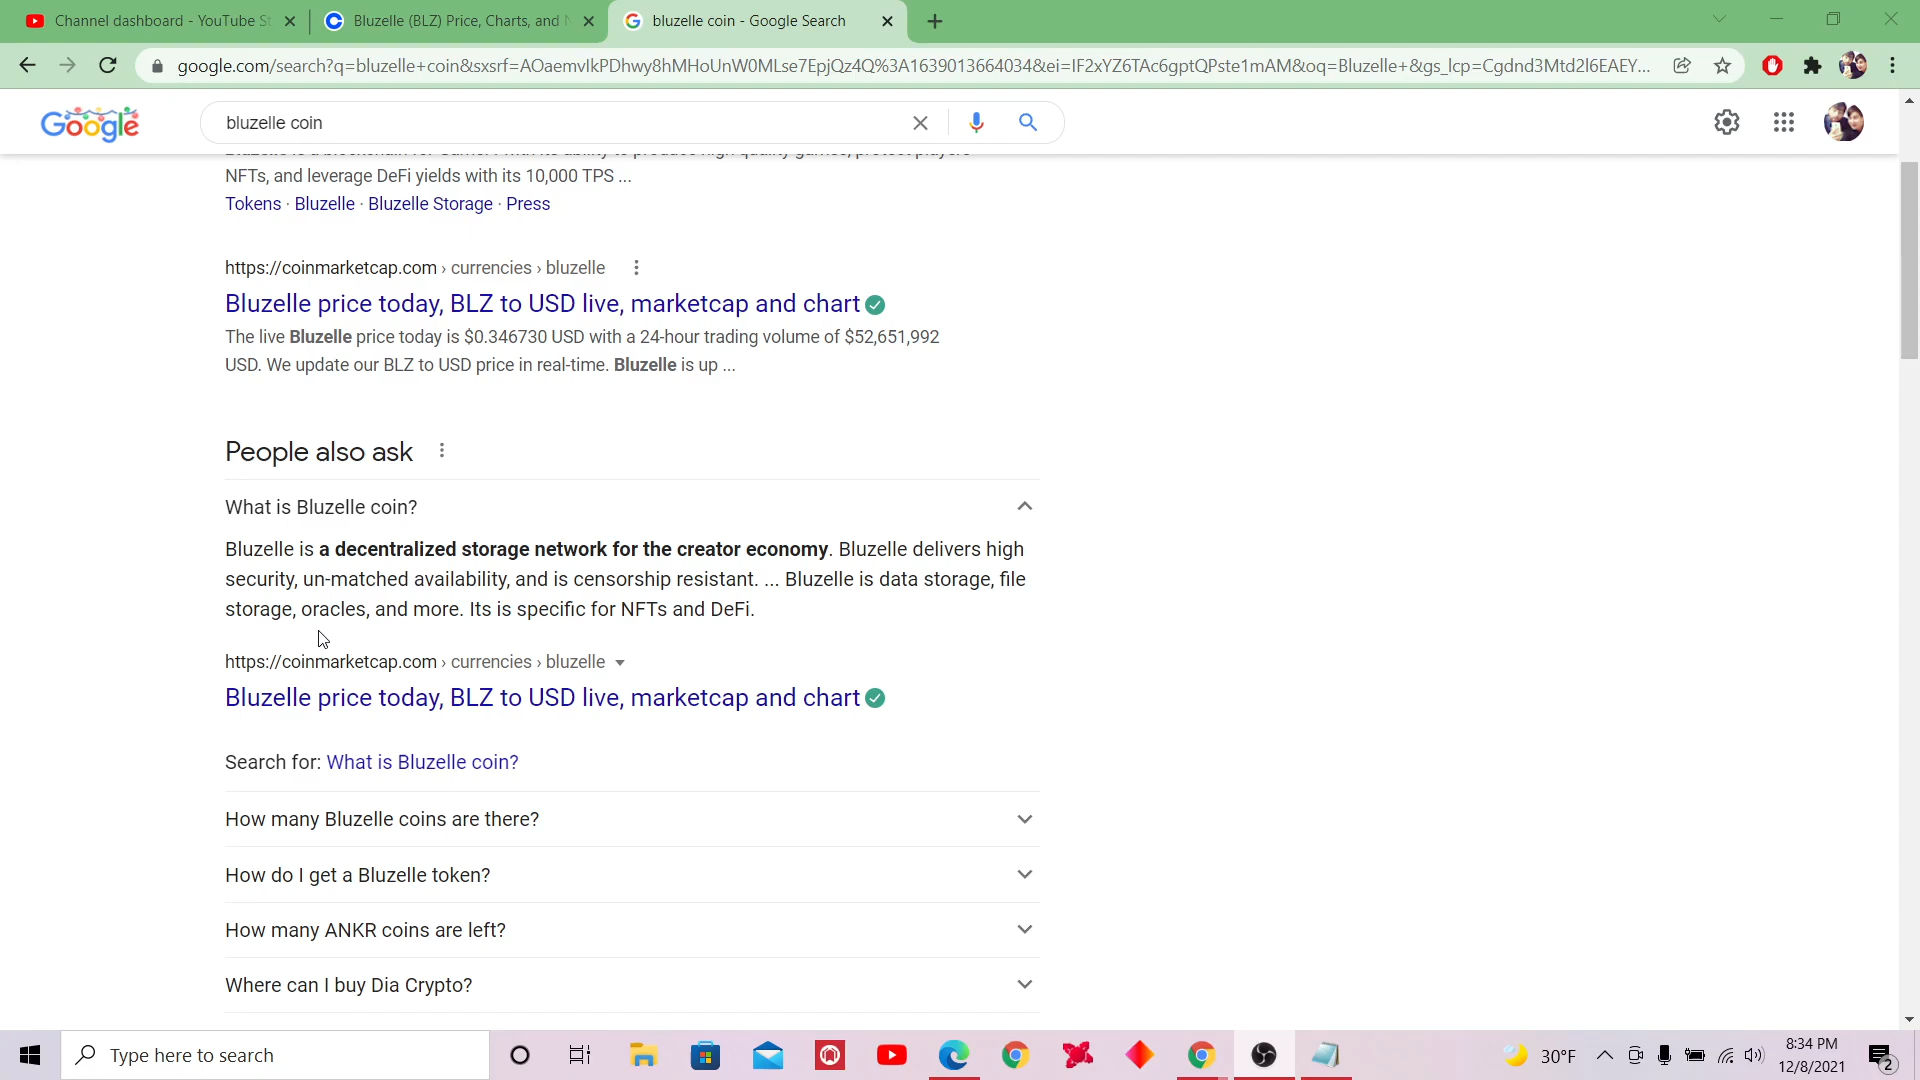 Channel dashboard - YouTube St
Bluzelle (BLZ) Price, Charts, and N
bluzelle coin - Google Search
google.com/search?q=bluzelle+coin&sxsrf=AOaemvIkPDhwy8hMHoUnW0MLse7EpjQz4Q%3A1639013664034&ei=IF2xYZ6TAc6gptQPste1mAM&oq=Bluzelle+&gs_lcp=Cgdnd3Mtd2l6EAEY...
Google
bluzelle coin
NFTs, and leverage DeFi yields with its 10,000 TPS ...
Tokens · Bluzelle · Bluzelle Storage · Press
https://coinmarketcap.com › currencies › bluzelle
Bluzelle price today, BLZ to USD live, marketcap and chart
The live Bluzelle price today is $0.346730 USD with a 24-hour trading volume of $52,651,992
USD. We update our BLZ to USD price in real-time. Bluzelle is up ...
People also ask
What is Bluzelle coin?
Bluzelle is a decentralized storage network for the creator economy. Bluzelle delivers high
security, un-matched availability, and is censorship resistant. ... Bluzelle is data storage, file
storage, oracles, and more. Its is specific for NFTs and DeFi.
https://coinmarketcap.com › currencies › bluzelle
Bluzelle price today, BLZ to USD live, marketcap and chart
Search for: What is Bluzelle coin?
How many Bluzelle coins are there?
How do I get a Bluzelle token?
How many ANKR coins are left?
Where can I buy Dia Crypto?
Type here to search
30°F
8:34 PM
12/8/2021
2